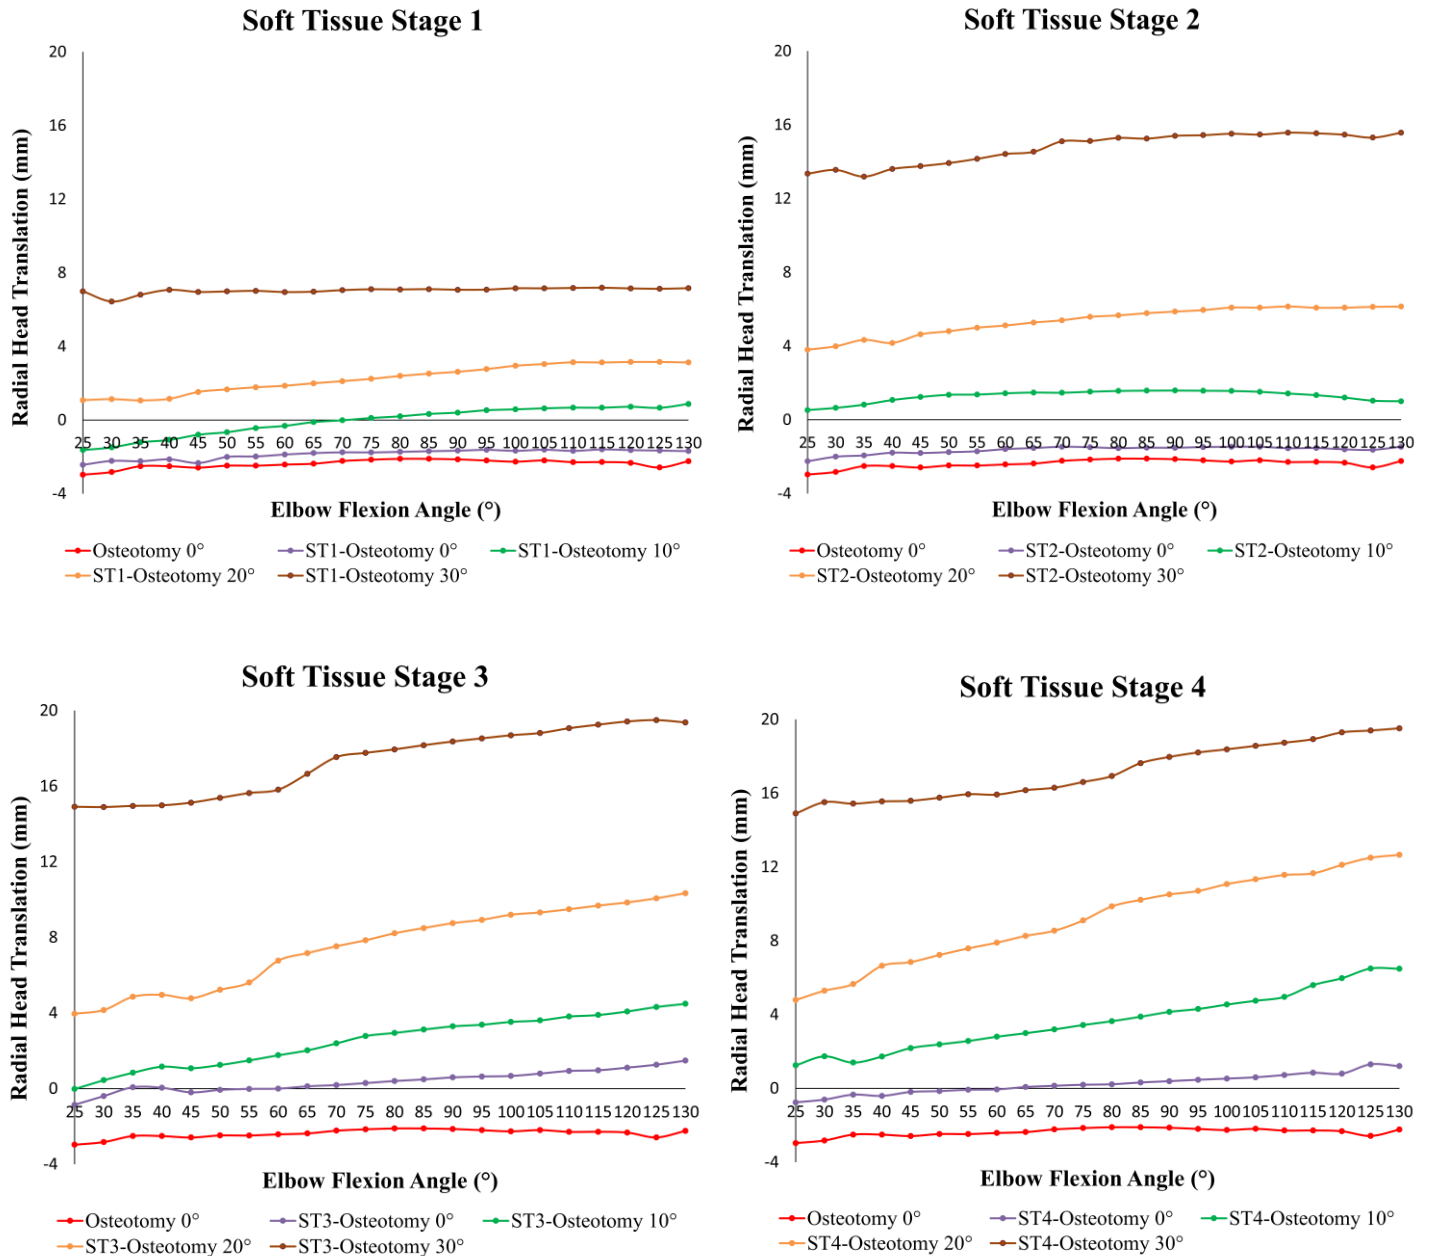 Soft Tissue Stage 1
20
16
12
8
4
0
-4
Radial Head Translation (mm)
25 30 35 40 45 50 55 60 65 70 75 80 85 90 95 100 105 110 115 120 125 130
Elbow Flexion Angle (°)
Osteotomy 0° ST1-Osteotomy 0° ST1-Osteotomy 10°
ST1-Osteotomy 20° ST1-Osteotomy 30°
Soft Tissue Stage 2
20
16
12
8
4
0
-4
Radial Head Translation (mm)
25 30 35 40 45 50 55 60 65 70 75 80 85 90 95 100 105 110 115 120 125 130
Elbow Flexion Angle (°)
Osteotomy 0° ST2-Osteotomy 0° ST2-Osteotomy 10°
ST2-Osteotomy 20° ST2-Osteotomy 30°
Soft Tissue Stage 3
20
16
12
8
4
0
-4
Radial Head Translation (mm)
25 30 35 40 45 50 55 60 65 70 75 80 85 90 95 100 105 110 115 120 125 130
Elbow Flexion Angle (°)
Osteotomy 0° ST3-Osteotomy 0° ST3-Osteotomy 10°
ST3-Osteotomy 20° ST3-Osteotomy 30°
Soft Tissue Stage 4
20
16
12
8
4
0
-4
Radial Head Translation (mm)
25 30 35 40 45 50 55 60 65 70 75 80 85 90 95 100 105 110 115 120 125 130
Elbow Flexion Angle (°)
Osteotomy 0° ST4-Osteotomy 0° ST4-Osteotomy 10°
ST4-Osteotomy 20° ST4-Osteotomy 30°